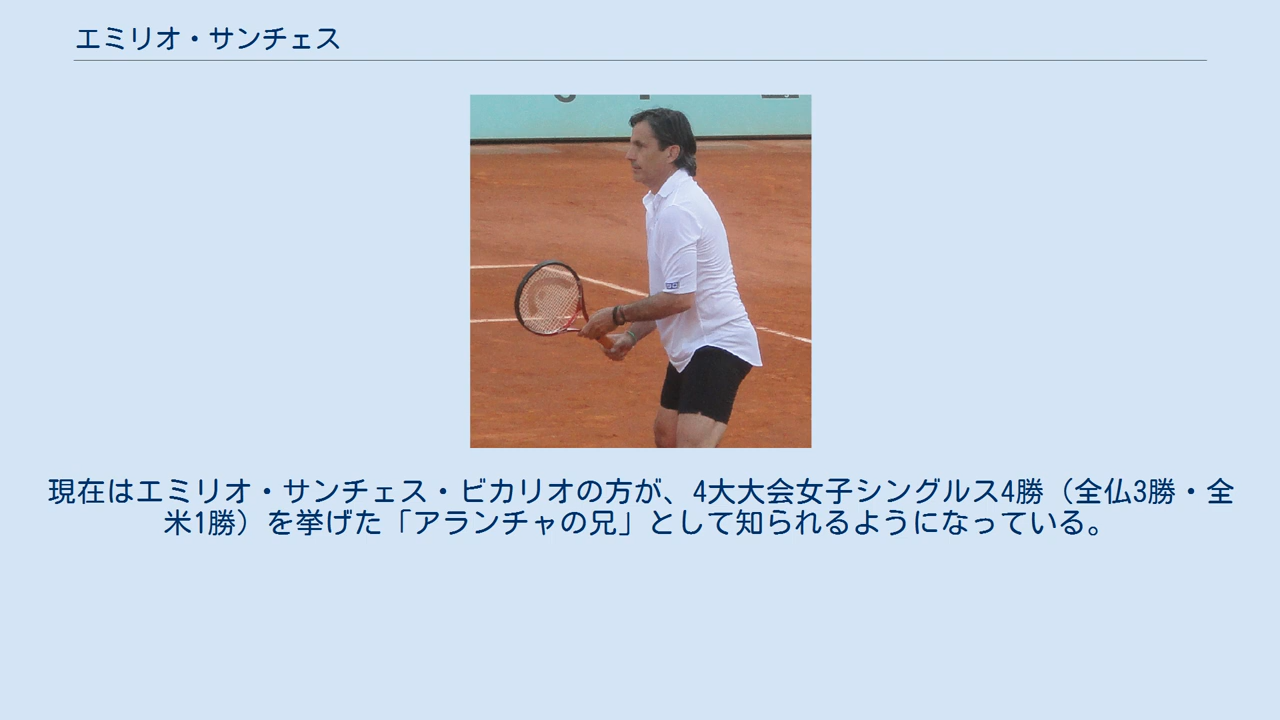 エミリオ・サンチェス
現在はエミリオ・サンチェス・ビカリオの方が、4大大会女子シングルス4勝（全仏3勝・全
米1勝）を挙げた「アランチャの兄」として知られるようになっている。